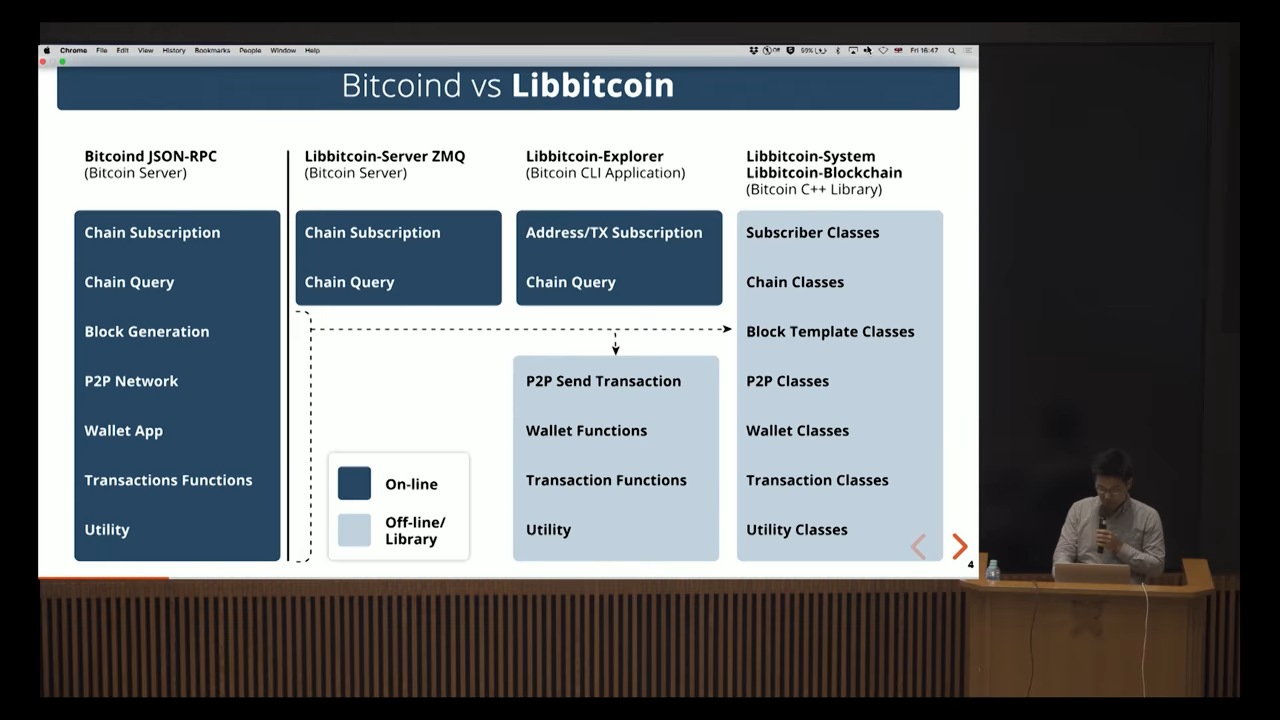 Chrome File Edit View History Bookmarks People Window Help
Fri 16:47
Bitcoind vs Libbitcoin
Bitcoind JSON-RPC
(Bitcoin Server)
Chain Subscription
Chain Query
Block Generation
P2P Network
Wallet App
Transactions Functions
Utility
Libbitcoin-Server ZMQ
(Bitcoin Server)
Chain Subscription
Chain Query
On-line
Off-line/
Library
Libbitcoin-Explorer
(Bitcoin CLI Application)
Address/TX Subscription
Chain Query
P2P Send Transaction
Wallet Functions
Transaction Functions
Utility
Libbitcoin-System
Libbitcoin-Blockchain
(Bitcoin C++ Library)
Subscriber Classes
Chain Classes
Block Template Classes
P2P Classes
Wallet Classes
Transaction Classes
Utility Classes
4